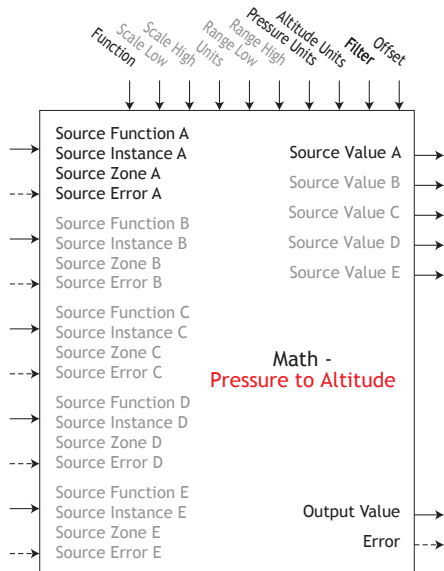 Function
Scale Low
Scale High
Units
Range Low
Range High
Pressure Units
Altitude Units
Filter
Offset
Source Function A
Source Instance A
Source Zone A
Source Error A
Source Function B
Source Instance B
Source Zone B
Source Error B
Source Function C
Source Instance C
Source Zone C
Source Error C
Source Function D
Source Instance D
Source Zone D
Source Error D
Source Function E
Source Instance E
Source Zone E
Source Error E
Source Value A
Source Value B
Source Value C
Source Value D
Source Value E
Math -
Pressure to Altitude
Output Value
Error